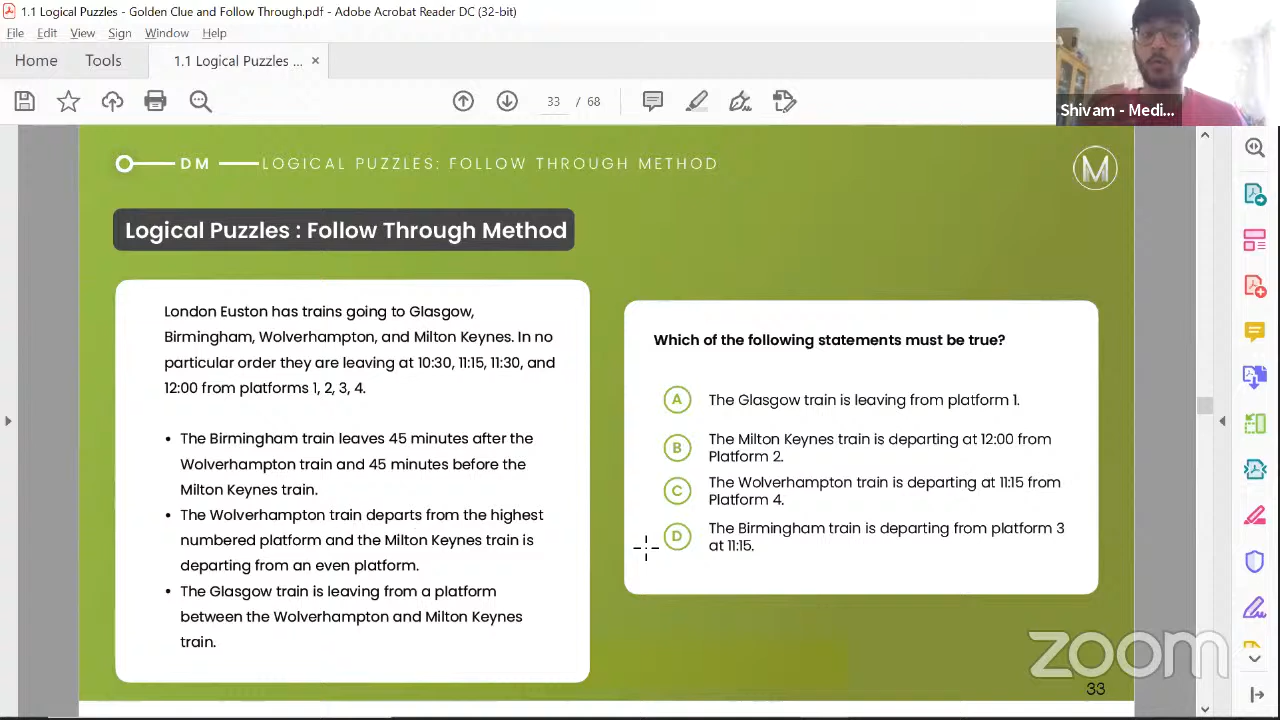 1.1 Logical Puzzles - Golden Clue and Follow Through.pdf - Adobe Acrobat Reader DC (32-bit)
File Edit View Sign Window Help
Home Tools 1.1 Logical Puzzles ... ×
33 / 68
Shivam - Medi...
DM LOGICAL PUZZLES: FOLLOW THROUGH METHOD
M
Logical Puzzles : Follow Through Method
London Euston has trains going to Glasgow,
Birmingham, Wolverhampton, and Milton Keynes. In no
particular order they are leaving at 10:30, 11:15, 11:30, and
12:00 from platforms 1, 2, 3, 4.
• The Birmingham train leaves 45 minutes after the
Wolverhampton train and 45 minutes before the
Milton Keynes train.
• The Wolverhampton train departs from the highest
numbered platform and the Milton Keynes train is
departing from an even platform.
• The Glasgow train is leaving from a platform
between the Wolverhampton and Milton Keynes
train.
Which of the following statements must be true?
A The Glasgow train is leaving from platform 1.
B The Milton Keynes train is departing at 12:00 from
Platform 2.
C The Wolverhampton train is departing at 11:15 from
Platform 4.
D The Birmingham train is departing from platform 3
at 11:15.
zoom
33